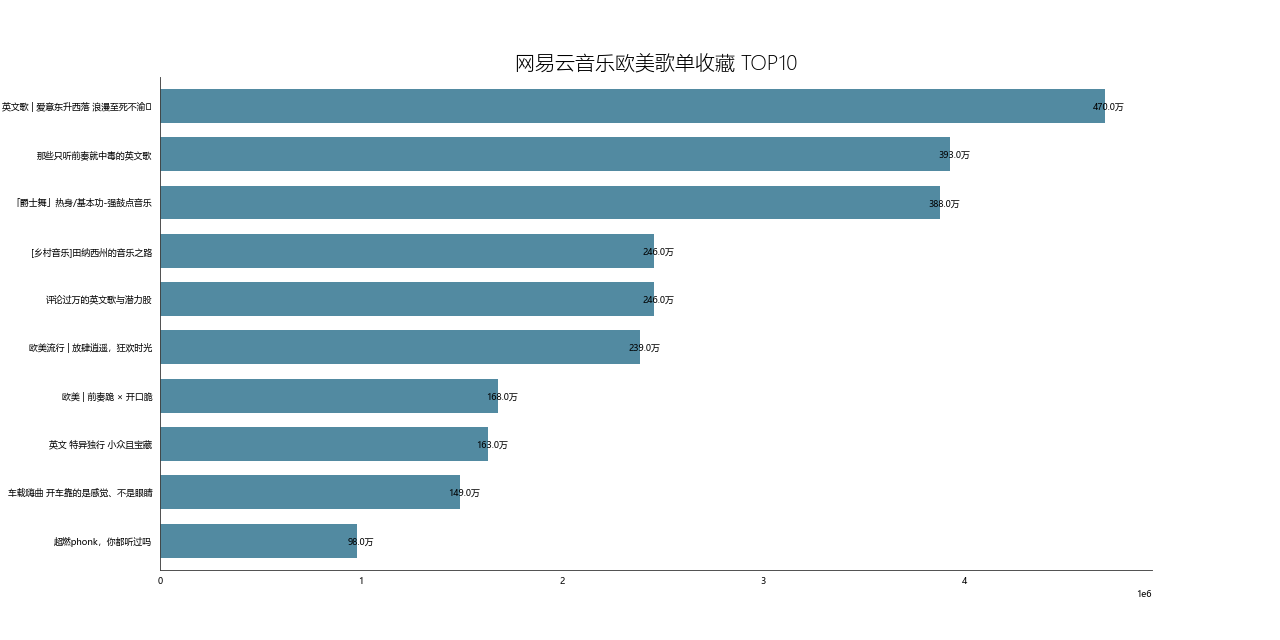 网易云音乐欧美歌单收藏 TOP10
英文歌 | 爱意东升西落 浪漫至死不渝 470.0万
那些只听前奏就中毒的英文歌 393.0万
「爵士舞」热身/基本功-强鼓点音乐 388.0万
[乡村音乐]田纳西州的音乐之路 246.0万
评论过万的英文歌与潜力股 246.0万
欧美流行 | 放肆逍遥，狂欢时光 239.0万
欧美 | 前奏跪 × 开口脆 168.0万
英文 特异独行 小众且宝藏 163.0万
车载嗨曲 开车靠的是感觉、不是眼睛 149.0万
超燃phonk，你都听过吗 98.0万
0 1 2 3 4
1e6